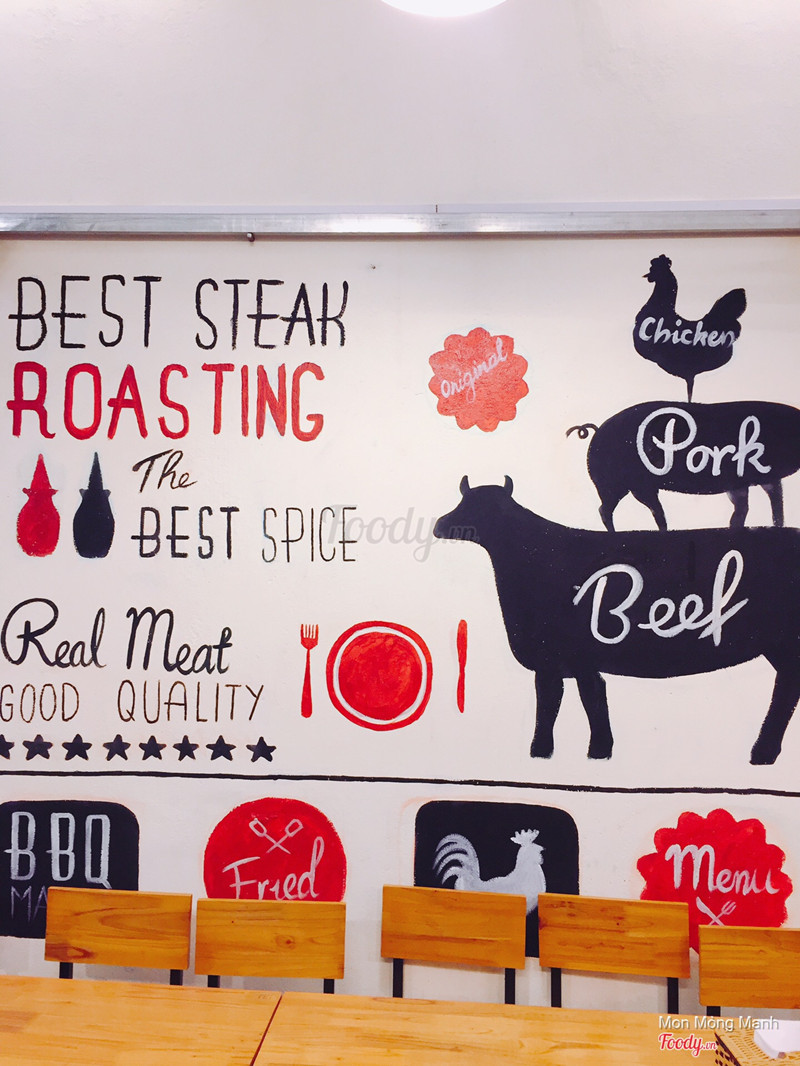 BEST STEAK
ROASTING
The
BEST SPICE
Real Meat
GOOD QUALITY
Original
Chicken
Pork
Beef
Foody.vn
BBQ
Fried
Menu
Mon Mong Manh
Foody.vn